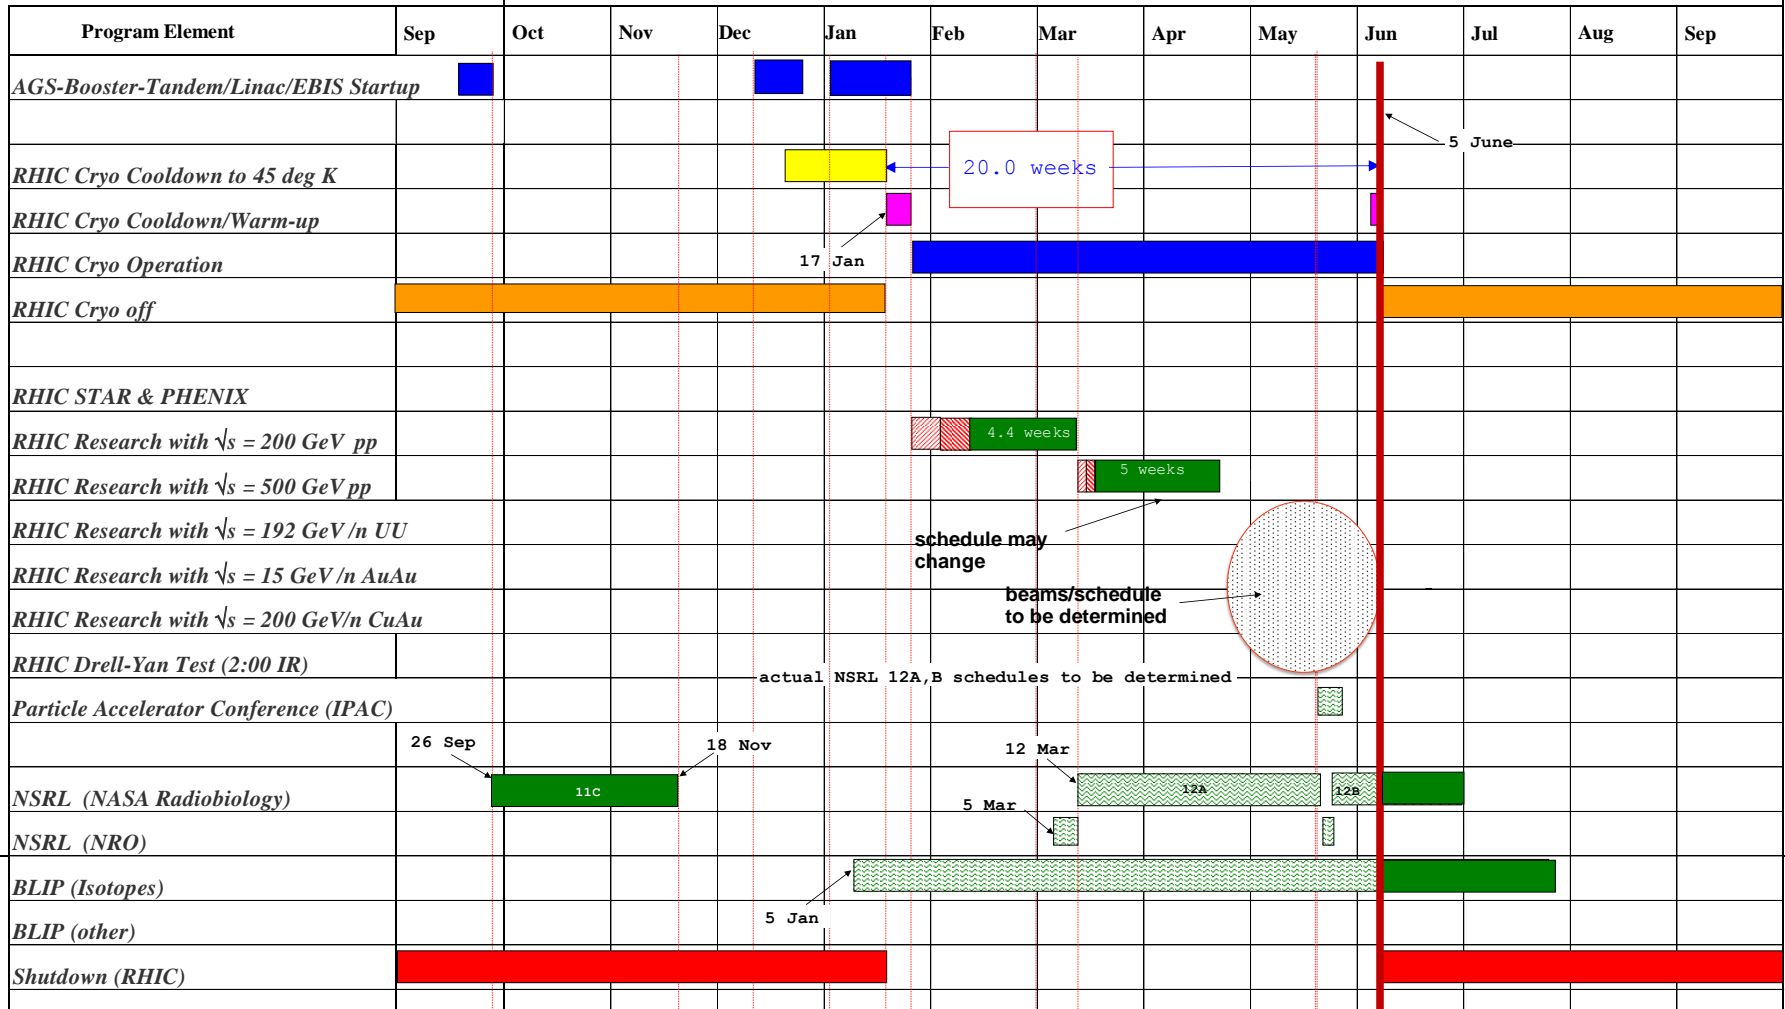 Program Element Sep Oct Nov Dec Jan Feb Mar Apr May Jun Jul Aug Sep
AGS-Booster-Tandem/Linac/EBIS Startup
5 June
RHIC Cryo Cooldown to 45 deg K
20.0 weeks
RHIC Cryo Cooldown/Warm-up
17 Jan
RHIC Cryo Operation
RHIC Cryo off
RHIC STAR & PHENIX
RHIC Research with √s = 200 GeV pp
4.4 weeks
RHIC Research with √s = 500 GeV pp
5 weeks
RHIC Research with √s = 192 GeV /n UU
schedule may
change
RHIC Research with √s = 15 GeV /n AuAu
beams/schedule
to be determined
RHIC Research with √s = 200 GeV/n CuAu
RHIC Drell-Yan Test (2:00 IR)
actual NSRL 12A,B schedules to be determined
Particle Accelerator Conference (IPAC)
26 Sep
18 Nov
12 Mar
NSRL (NASA Radiobiology)
11C
12A
12B
5 Mar
NSRL (NRO)
BLIP (Isotopes)
5 Jan
BLIP (other)
Shutdown (RHIC)